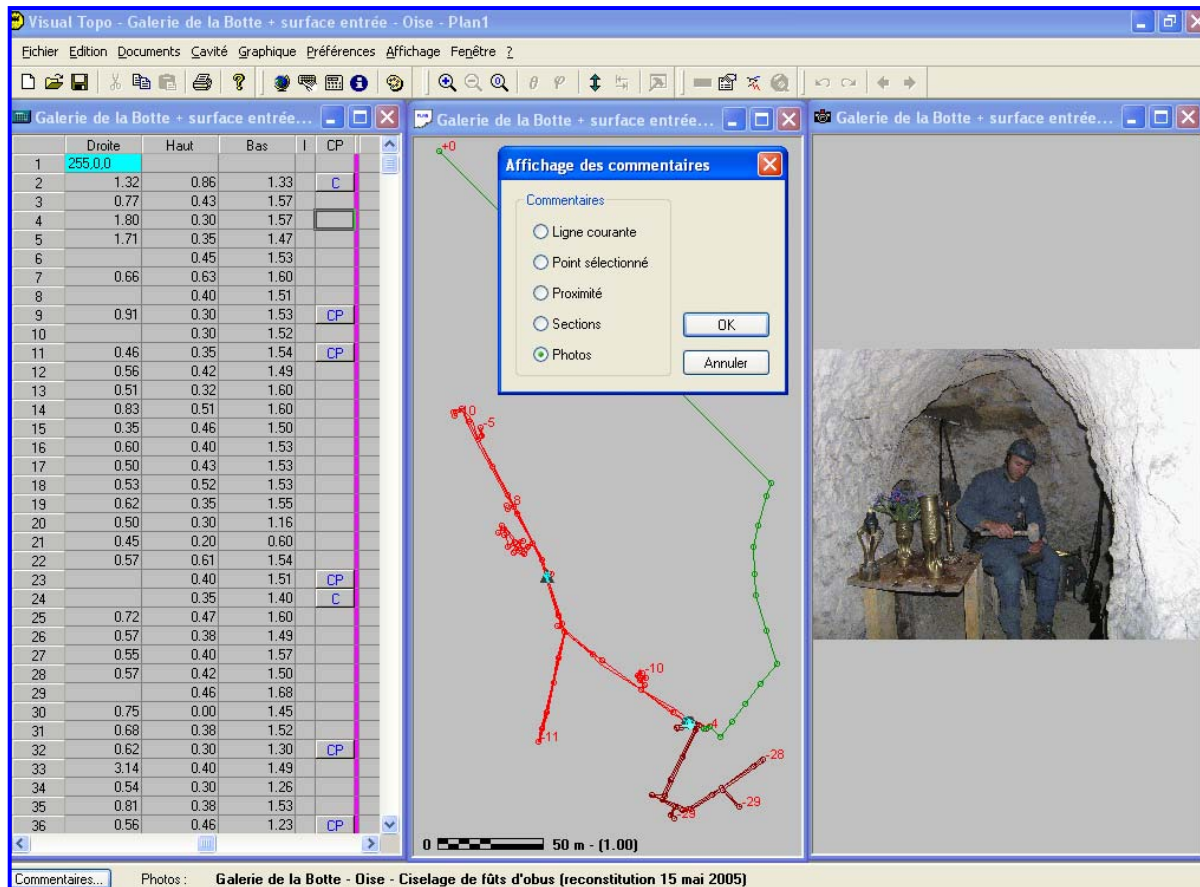 Visual Topo - Galerie de la Botte + surface entrée - Oise - Plan1
Fichier Edition Documents Cavité Graphique Préférences Affichage Fenêtre ?
Galerie de la Botte + surface entrée...
Droite Haut Bas I CP
1 255,0,0
2 1.32 0.86 1.33 C
3 0.77 0.43 1.57
4 1.80 0.30 1.57
5 1.71 0.35 1.47
6 0.45 1.53
7 0.66 0.63 1.60
8 0.40 1.51
9 0.91 0.30 1.53 CP
10 0.30 1.52
11 0.46 0.35 1.54 CP
12 0.56 0.42 1.49
13 0.51 0.32 1.60
14 0.83 0.51 1.60
15 0.35 0.46 1.50
16 0.60 0.40 1.53
17 0.50 0.43 1.53
18 0.53 0.52 1.53
19 0.62 0.35 1.55
20 0.50 0.30 1.16
21 0.45 0.20 0.60
22 0.57 0.61 1.54
23 0.40 1.51 CP
24 0.35 1.40 C
25 0.72 0.47 1.60
26 0.57 0.38 1.49
27 0.55 0.40 1.57
28 0.57 0.42 1.50
29 0.46 1.68
30 0.75 0.00 1.45
31 0.68 0.38 1.52
32 0.62 0.30 1.30 CP
33 3.14 0.40 1.49
34 0.54 0.30 1.26
35 0.81 0.38 1.53
36 0.56 0.46 1.23 CP
Galerie de la Botte + surface entrée...
+0
Affichage des commentaires
Commentaires
Ligne courante
Point sélectionné
Proximité
Sections
Photos
OK
Annuler
-5
-10
-11
-28
-29
-29
0 50 m - (1.00)
Galerie de la Botte + surface entrée...
Commentaires... Photos : Galerie de la Botte - Oise - Ciselage de fûts d'obus (reconstitution 15 mai 2005)